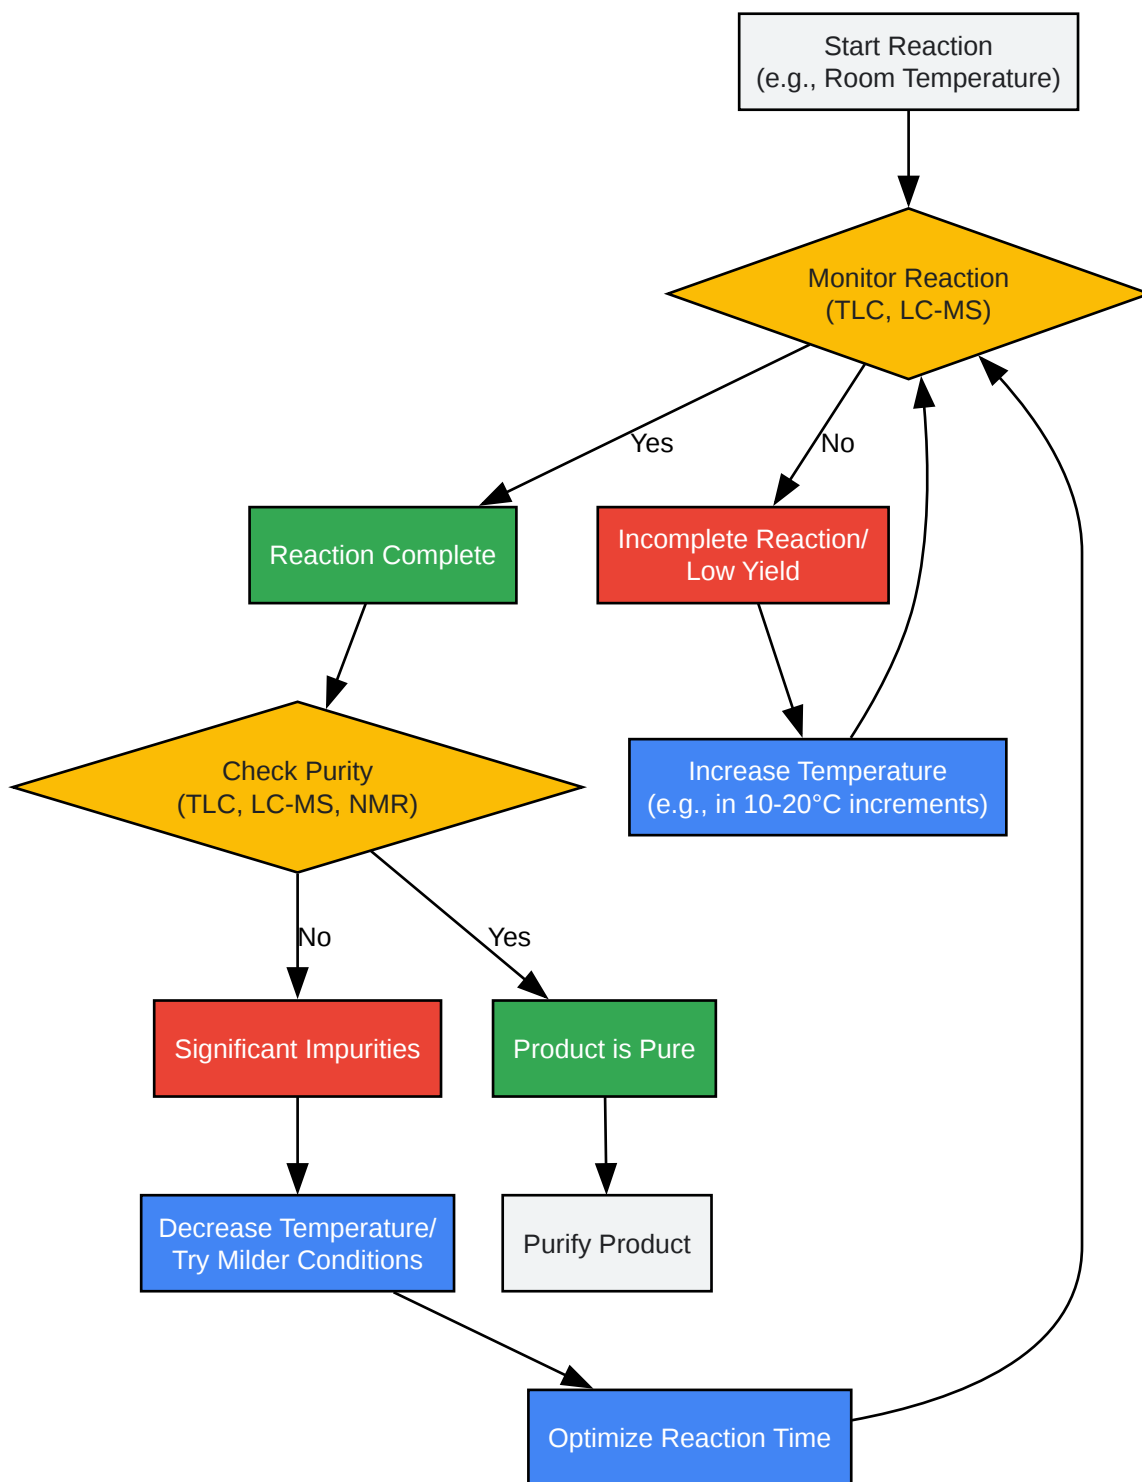 Start Reaction
(e.g., Room Temperature)
Monitor Reaction
(TLC, LC-MS)
Yes
No
Reaction Complete
Incomplete Reaction/
Low Yield
Check Purity
(TLC, LC-MS, NMR)
Increase Temperature
(e.g., in 10-20°C increments)
No
Yes
Significant Impurities
Product is Pure
Decrease Temperature/
Try Milder Conditions
Purify Product
Optimize Reaction Time